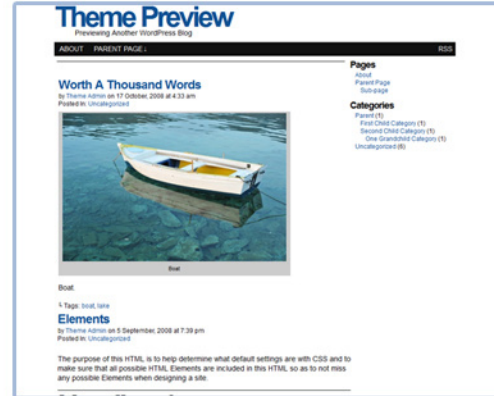 Theme Preview
Previewing Another WordPress Blog
ABOUT PARENT PAGE↓ RSS
Worth A Thousand Words
by Theme Admin on 17 October, 2008 at 4:33 am
Posted In: Uncategorized
Boat
Boat.
└ Tags: boat, lake
Elements
by Theme Admin on 5 September, 2008 at 7:39 pm
Posted In: Uncategorized
The purpose of this HTML is to help determine what default settings are with CSS and to
make sure that all possible HTML Elements are included in this HTML so as to not miss
any possible Elements when designing a site.
Pages
About
Parent Page
Sub-page
Categories
Parent (1)
First Child Category (1)
Second Child Category (1)
One Grandchild Category (1)
Uncategorized (6)